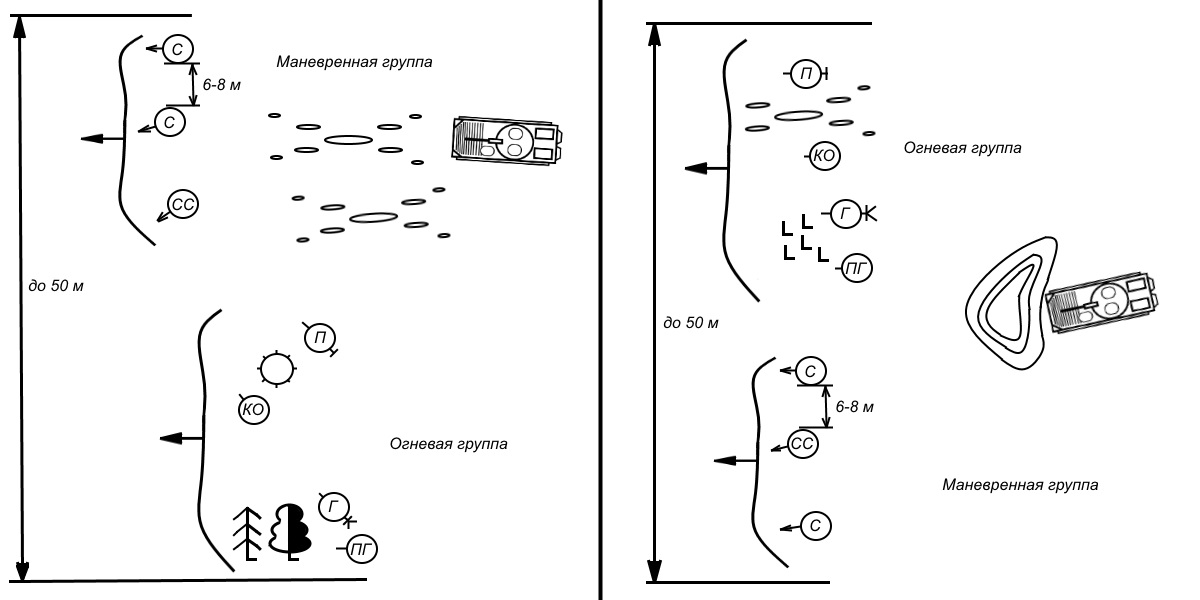 С
Маневренная группа
6-8 м
С
СС
до 50 м
П
КО
Огневая группа
Г
ПГ
П
КО
Огневая группа
Г
ПГ
до 50 м
С
6-8 м
СС
Маневренная группа
С